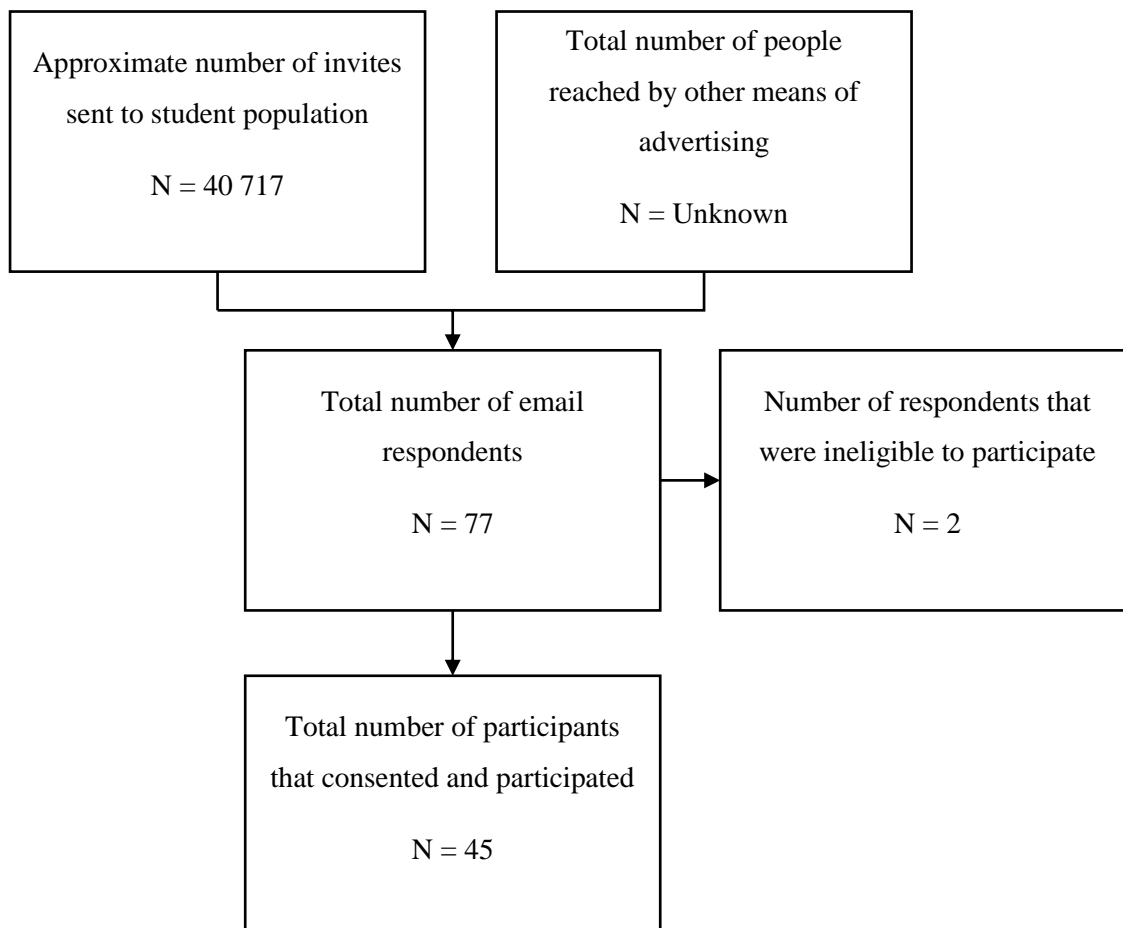 Approximate number of invites
sent to student population
N = 40 717
Total number of people
reached by other means of
advertising
N = Unknown
Total number of email
respondents
N = 77
Number of respondents that
were ineligible to participate
N = 2
Total number of participants
that consented and participated
N = 45